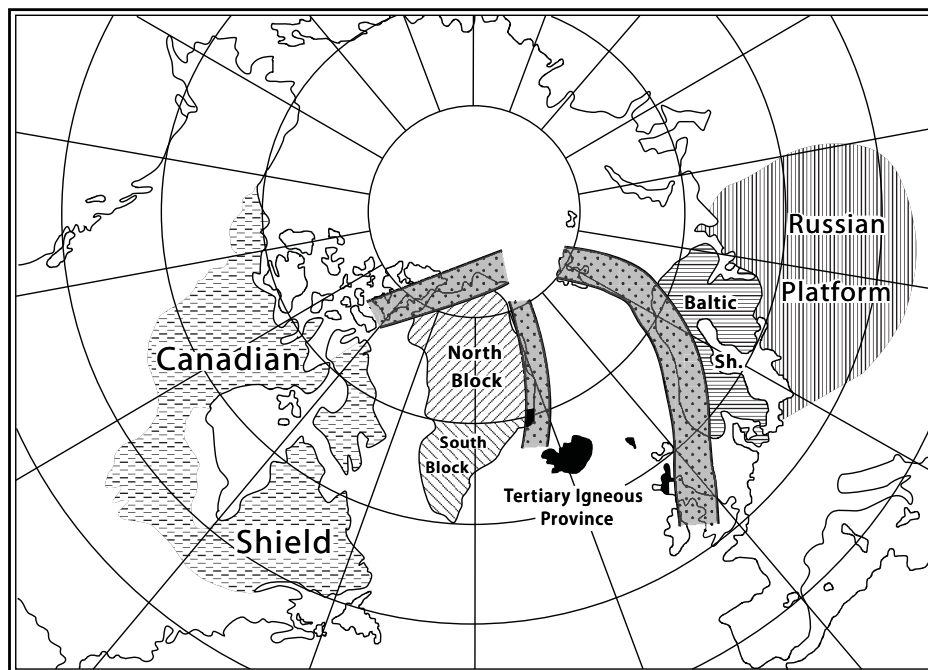 Russian
Platform
Baltic
Sh.
Canadian
Shield
North
Block
South
Block
Tertiary Igneous
Province